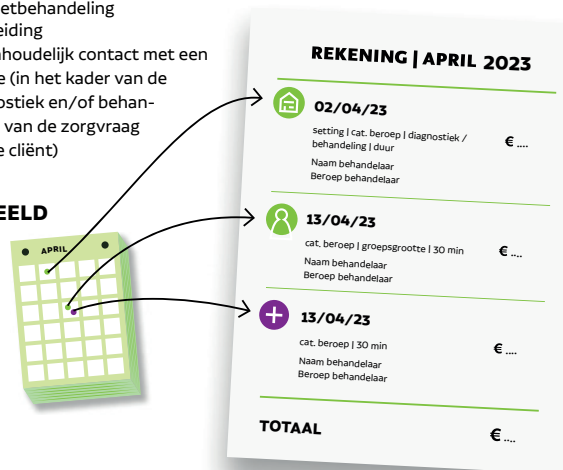 etbehandeling
eiding
nhoudelijk contact met een
e (in het kader van de
ostiek en/of behan-
van de zorgvraag
e cliënt)
EELD
APRIL
REKENING | APRIL 2023
02/04/23
setting | cat. beroep | diagnostiek /
behandeling | duur
€ ....
Naam behandelaar
Beroep behandelaar
13/04/23
cat. beroep | groepsgrootte | 30 min
€ ....
Naam behandelaar
Beroep behandelaar
13/04/23
cat. beroep | 30 min
€ ....
Naam behandelaar
Beroep behandelaar
TOTAAL
€ ....